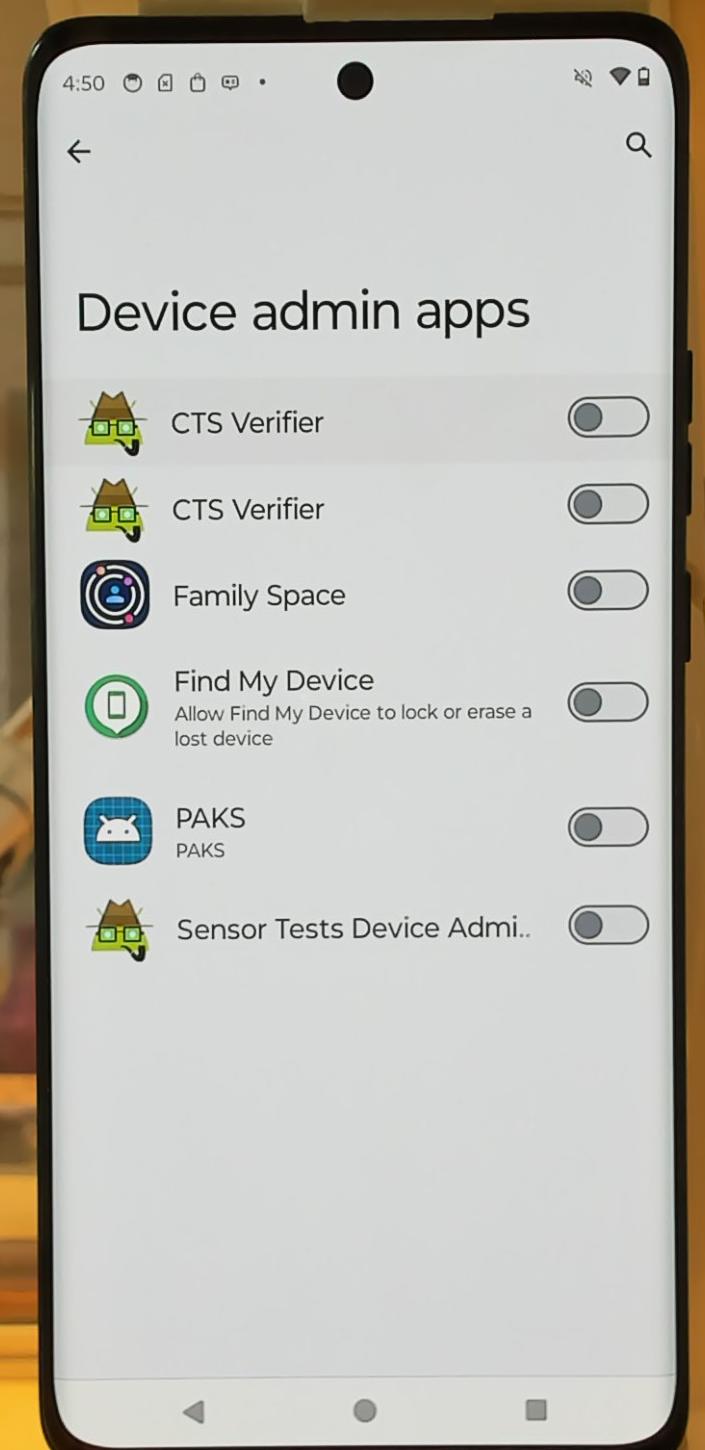 4:50
Device admin apps
CTS Verifier
CTS Verifier
Family Space
Find My Device
Allow Find My Device to lock or erase a
lost device
PAKS
PAKS
Sensor Tests Device Admi..